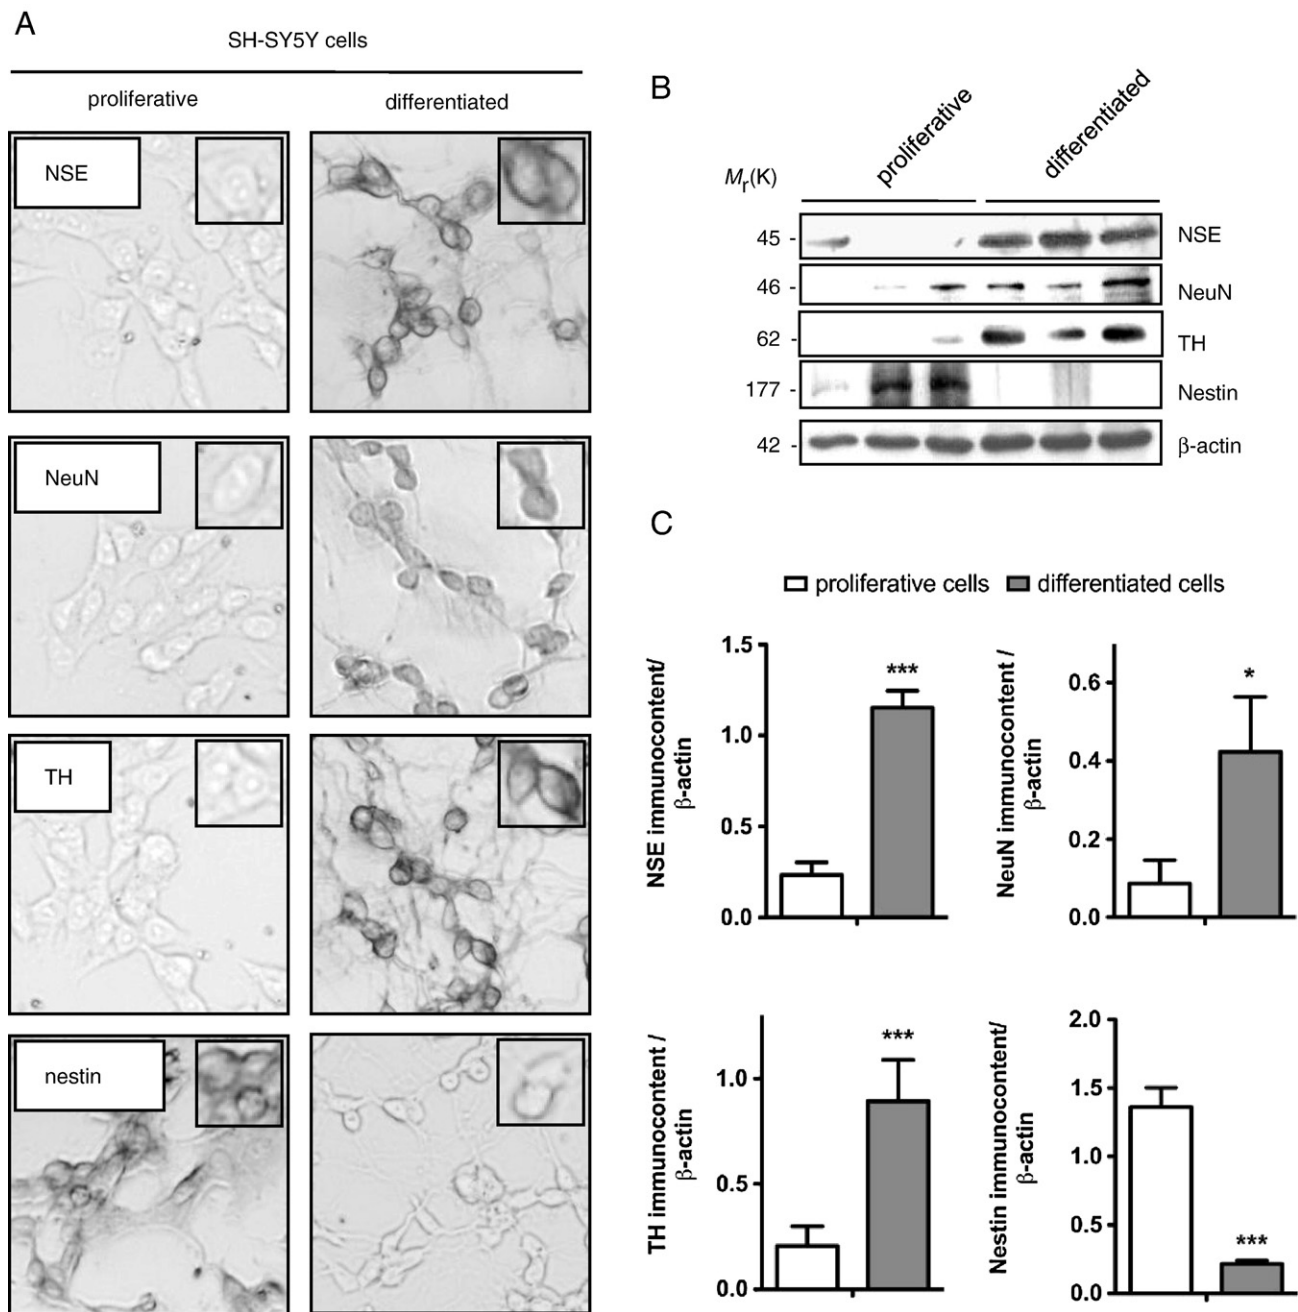 A
SH-SY5Y cells
proliferative differentiated
NSE
NeuN
TH
nestin
B
proliferative differentiated
Mr(K)
45 - NSE
46 - NeuN
62 - TH
177 - Nestin
42 - β-actin
C
proliferative cells differentiated cells
NSE immunocontent/
β-actin
1.5
1.0
0.5
0.0
***
NeuN immunocontent /
β-actin
0.6
0.4
0.2
0.0
*
TH immunocontent /
β-actin
1.0
0.5
0.0
***
Nestin immunocontent/
β-actin
2.0
1.5
1.0
0.5
0.0
***